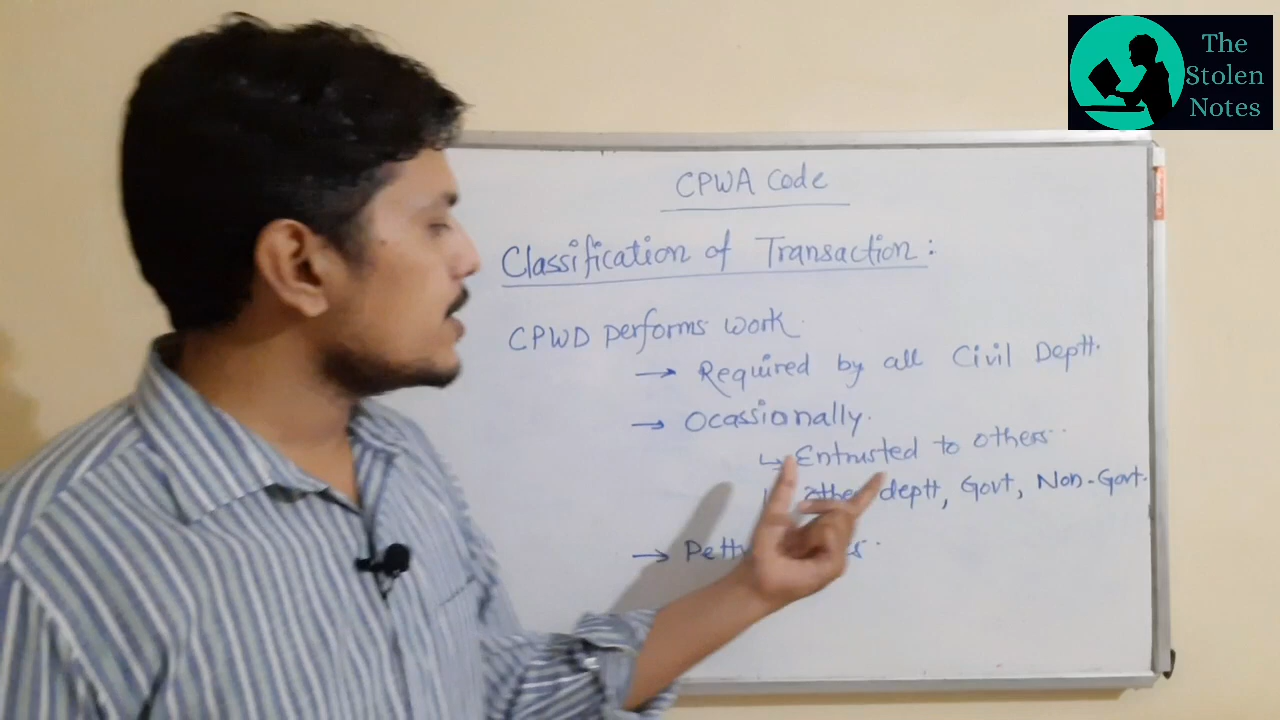 The
Stolen
Notes
CPWA Code
Classification of Transaction:
CPWD performs work.
→ Required by all Civil Deptt.
→ Ocassionally.
↳ Entrusted to others..
deptt, Govt, Non-Govt.
→